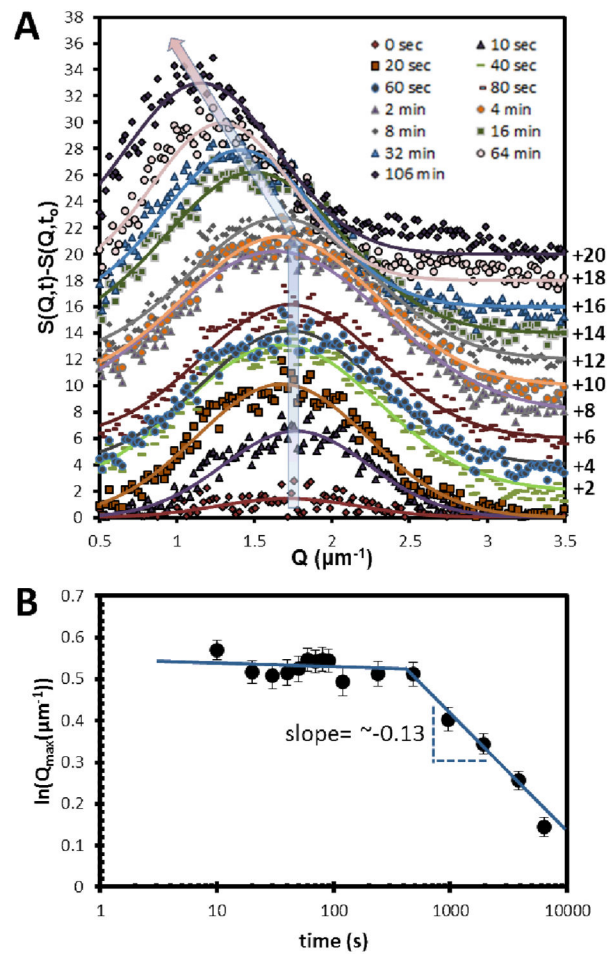 A
S(Q,t)-S(Q,t₀)
38
36
34
32
30
28
26
24
22
20
18
16
14
12
10
8
6
4
2
0
0 sec 10 sec
20 sec 40 sec
60 sec 80 sec
2 min 4 min
8 min 16 min
32 min 64 min
106 min
+20
+18
+16
+14
+12
+10
+8
+6
+4
+2
0.5 1 1.5 2 2.5 3 3.5
Q (µm⁻¹)
B
ln(Q_max(µm⁻¹))
0.7
0.6
0.5
0.4
0.3
0.2
0.1
0
slope= ~-0.13
1 10 100 1000 10000
time (s)